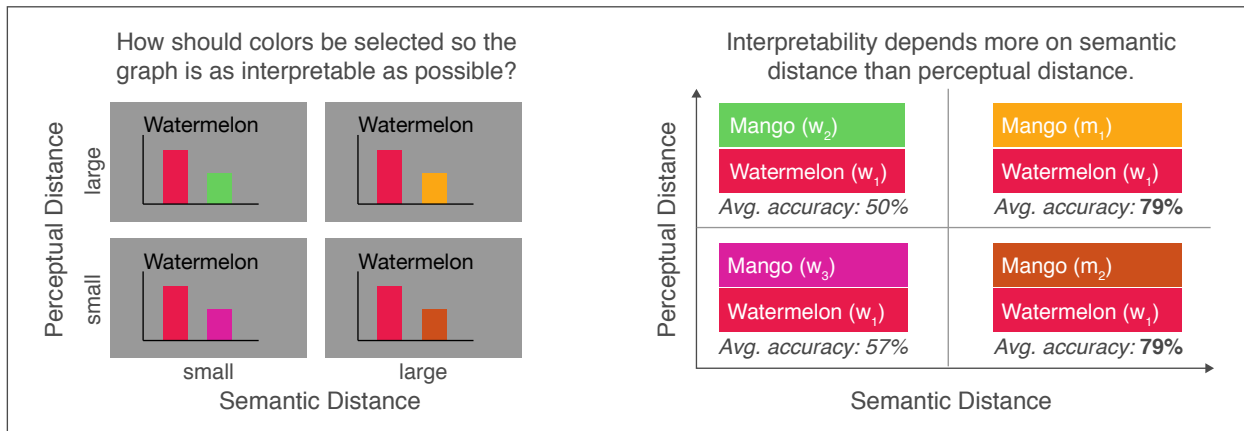 How should colors be selected so the
graph is as interpretable as possible?
Perceptual Distance
large
small
Watermelon
Watermelon
Watermelon
Watermelon
small
large
Semantic Distance
Interpretability depends more on semantic
distance than perceptual distance.
Perceptual Distance
Mango (w₂)
Watermelon (w₁)
Avg. accuracy: 50%
Mango (m₁)
Watermelon (w₁)
Avg. accuracy: 79%
Mango (w₃)
Watermelon (w₁)
Avg. accuracy: 57%
Mango (m₂)
Watermelon (w₁)
Avg. accuracy: 79%
Semantic Distance